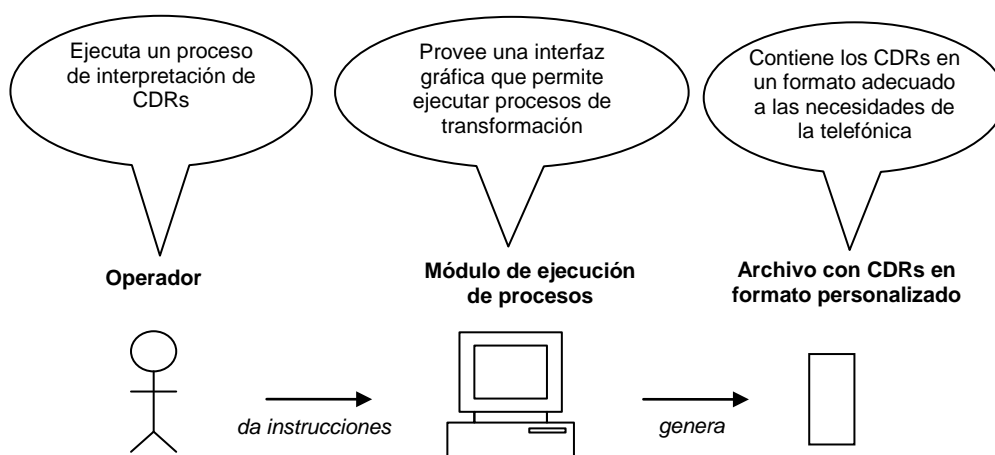 Ejecuta un proceso
de interpretación de
CDRs
Provee una interfaz
gráfica que permite
ejecutar procesos de
transformación
Contiene los CDRs en
un formato adecuado
a las necesidades de
la telefónica
Operador
Módulo de ejecución
de procesos
Archivo con CDRs en
formato personalizado
da instrucciones
genera